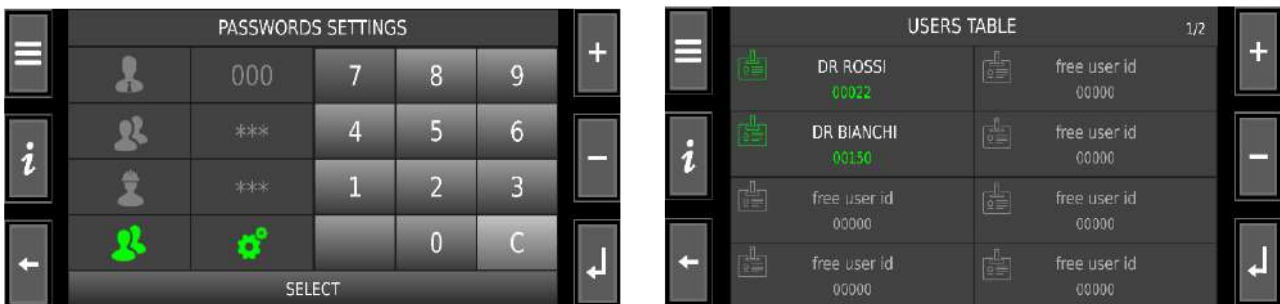 PASSWORDS SETTINGS
000 7 8 9
*** 4 5 6
*** 1 2 3
0 C
SELECT
+
i
−
USERS TABLE 1/2
DR ROSSI free user id
00022 00000
DR BIANCHI free user id
00150 00000
free user id free user id
00000 00000
free user id free user id
00000 00000
+
i
−